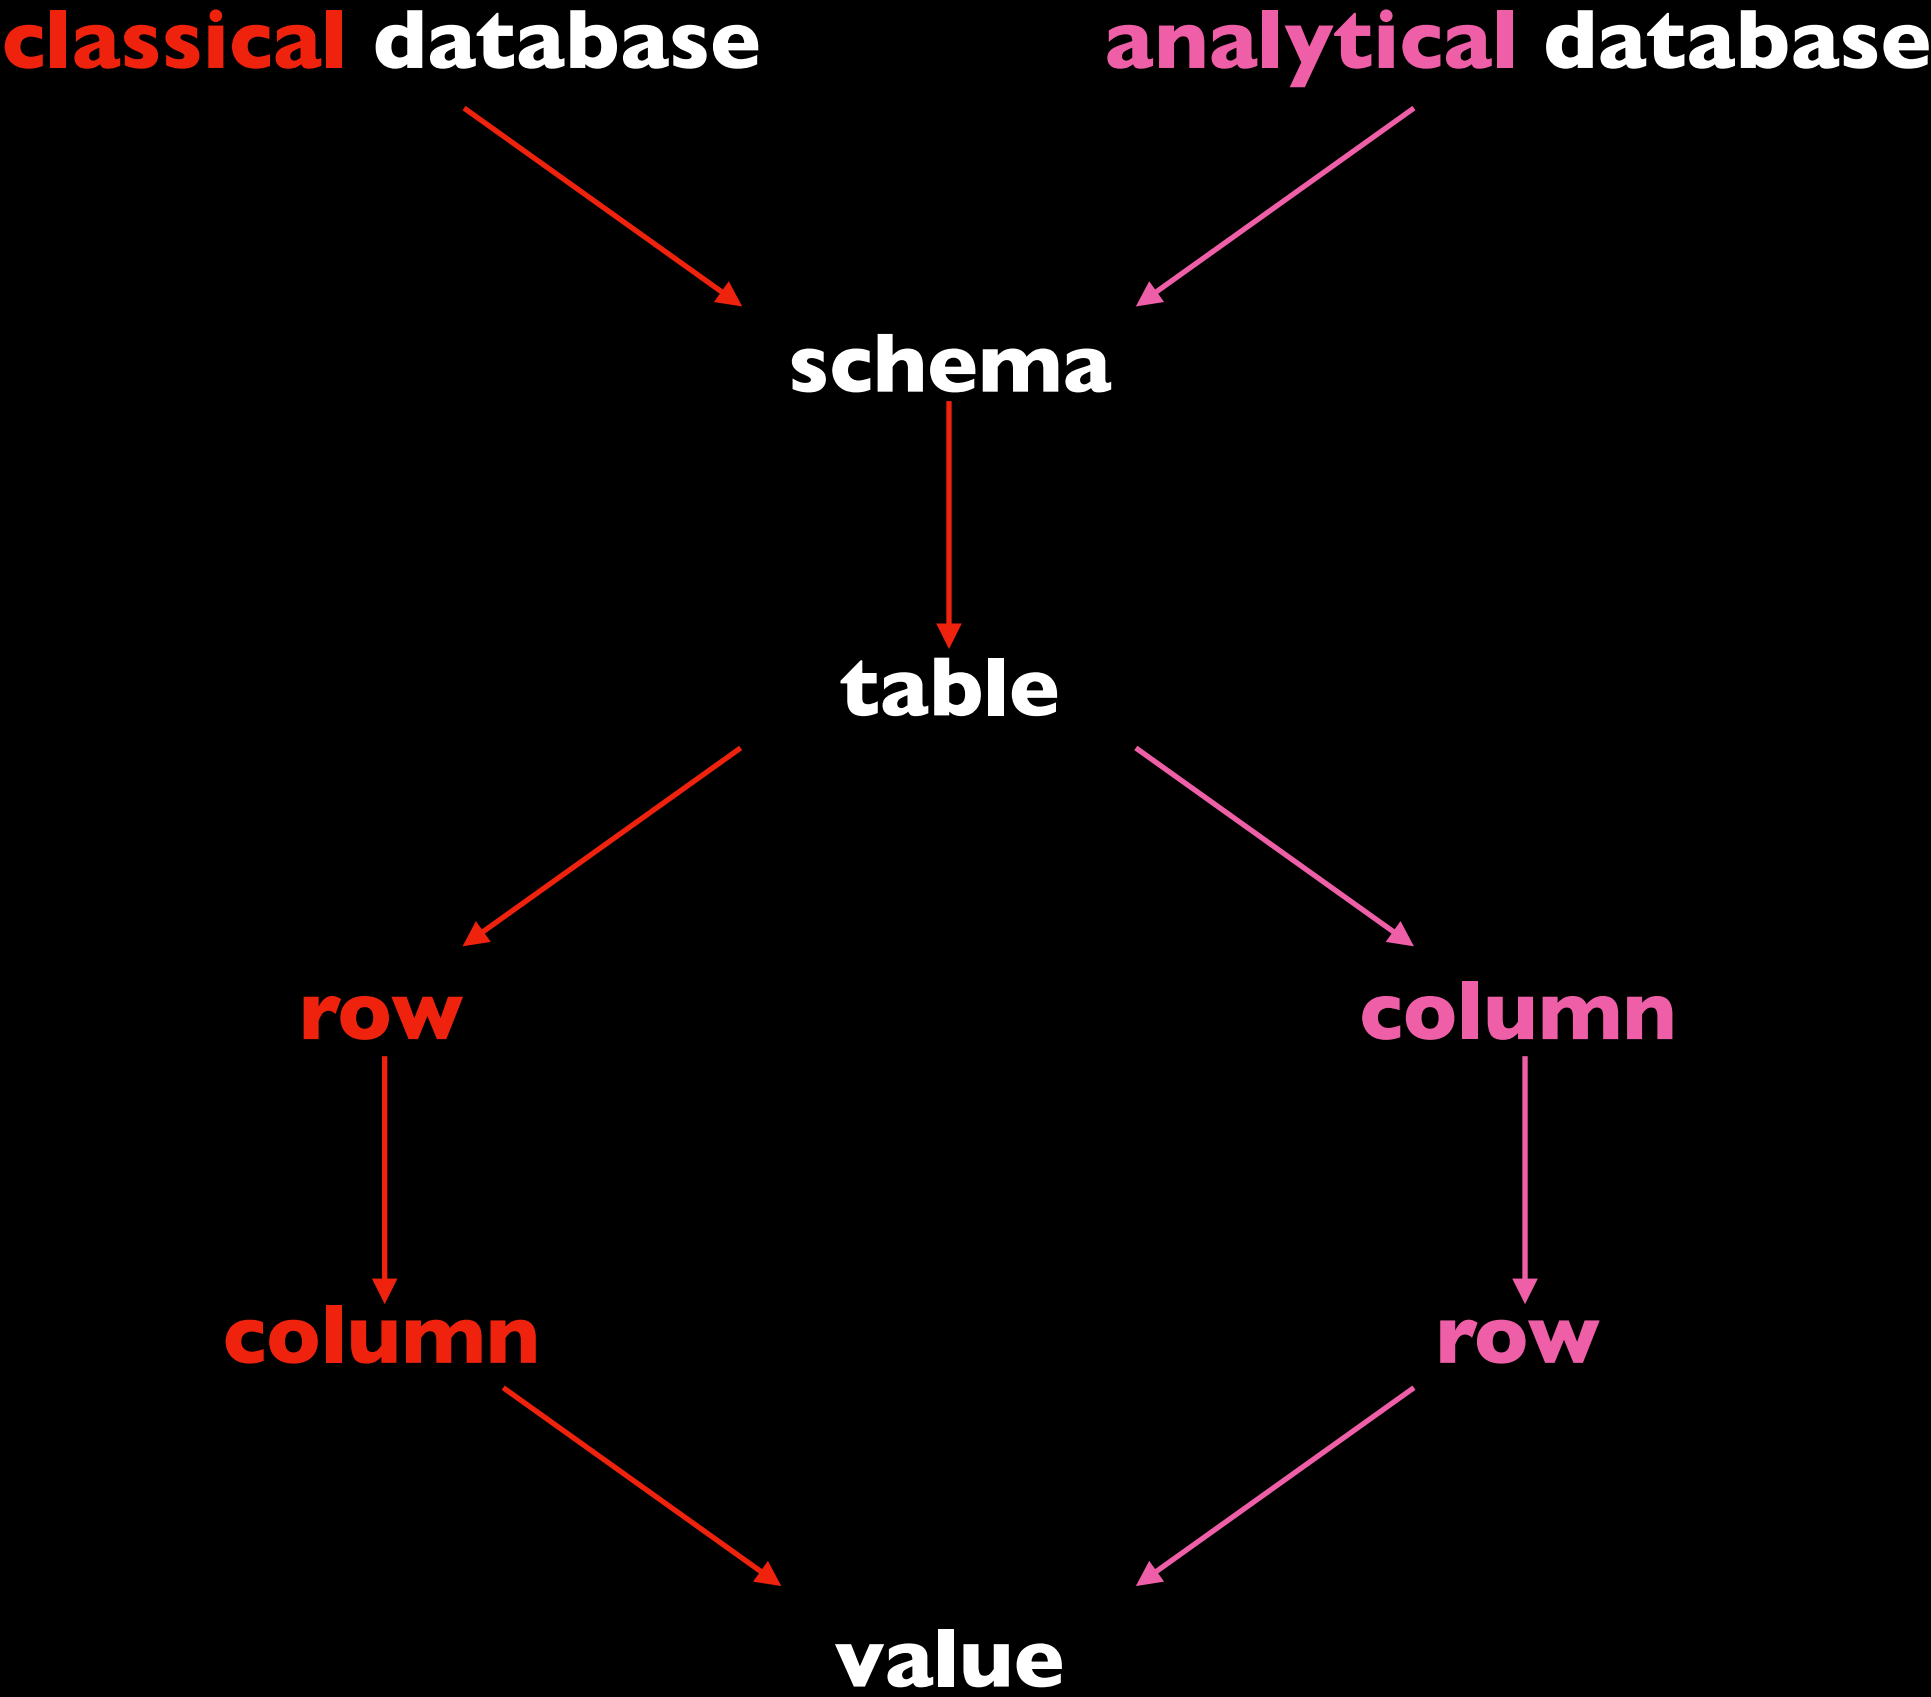 classical database
analytical database
schema
table
row
column
column
row
value